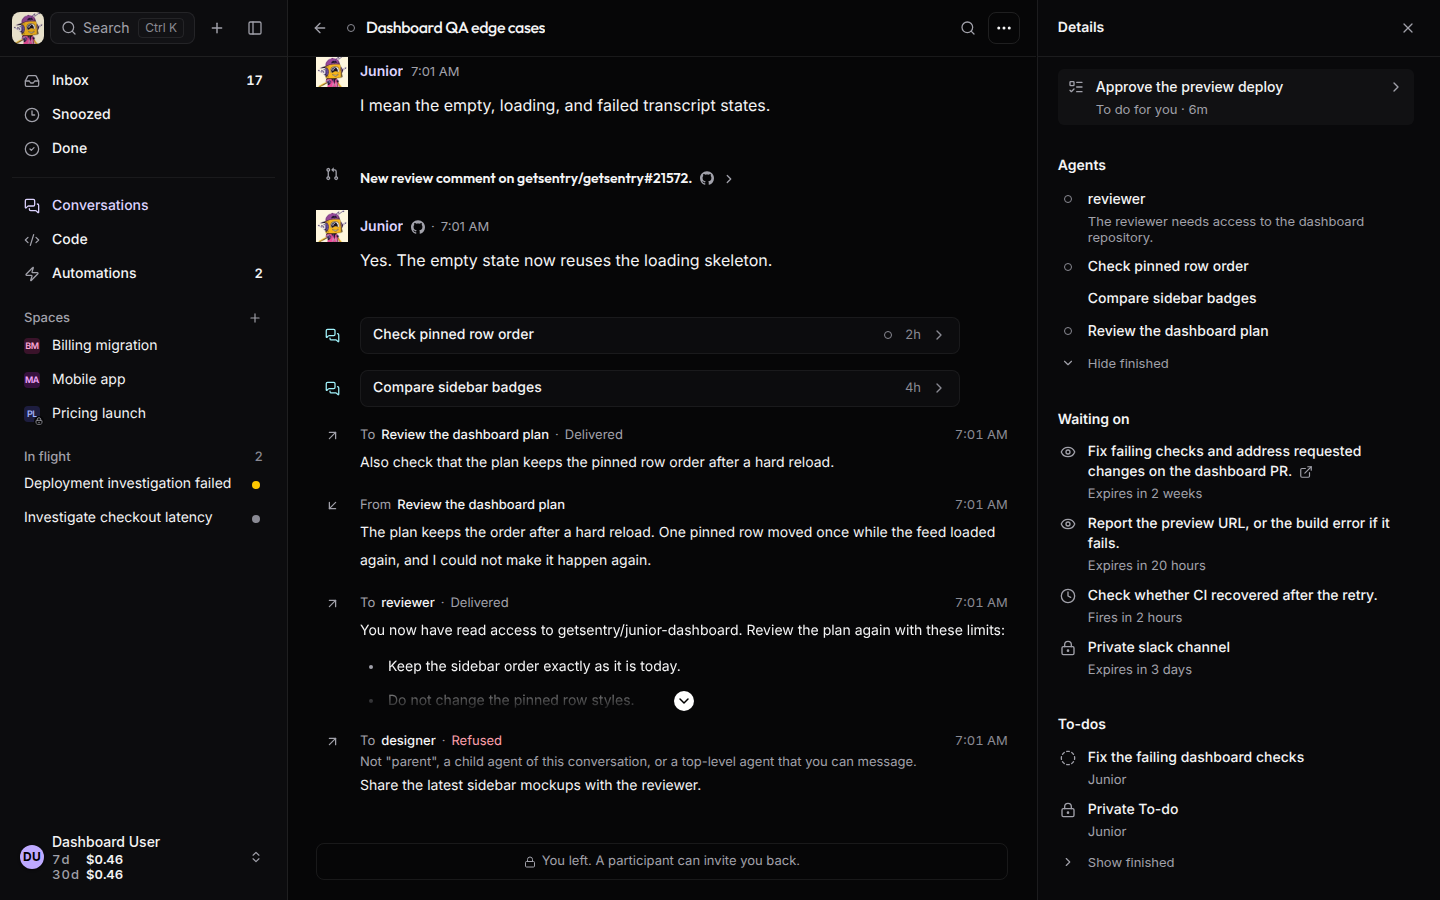 Search Ctrl K
Inbox 17
Snoozed
Done
Conversations
Code
Automations 2
Spaces
BM Billing migration
MA Mobile app
PL Pricing launch
In flight 2
Deployment investigation failed
Investigate checkout latency
DU Dashboard User
7d $0.46
30d $0.46
Dashboard QA edge cases
Junior 7:01 AM
I mean the empty, loading, and failed transcript states.
New review comment on getsentry/getsentry#21572.
Junior · 7:01 AM
Yes. The empty state now reuses the loading skeleton.
Check pinned row order 2h
Compare sidebar badges 4h
To Review the dashboard plan · Delivered 7:01 AM
Also check that the plan keeps the pinned row order after a hard reload.
From Review the dashboard plan 7:01 AM
The plan keeps the order after a hard reload. One pinned row moved once while the feed loaded
again, and I could not make it happen again.
To reviewer · Delivered 7:01 AM
You now have read access to getsentry/junior-dashboard. Review the plan again with these limits:
• Keep the sidebar order exactly as it is today.
• Do not change the pinned row styles.
To designer · Refused 7:01 AM
Not "parent", a child agent of this conversation, or a top-level agent that you can message.
Share the latest sidebar mockups with the reviewer.
You left. A participant can invite you back.
Details
Approve the preview deploy
To do for you · 6m
Agents
reviewer
The reviewer needs access to the dashboard
repository.
Check pinned row order
Compare sidebar badges
Review the dashboard plan
Hide finished
Waiting on
Fix failing checks and address requested
changes on the dashboard PR.
Expires in 2 weeks
Report the preview URL, or the build error if it
fails.
Expires in 20 hours
Check whether CI recovered after the retry.
Fires in 2 hours
Private slack channel
Expires in 3 days
To-dos
Fix the failing dashboard checks
Junior
Private To-do
Junior
Show finished